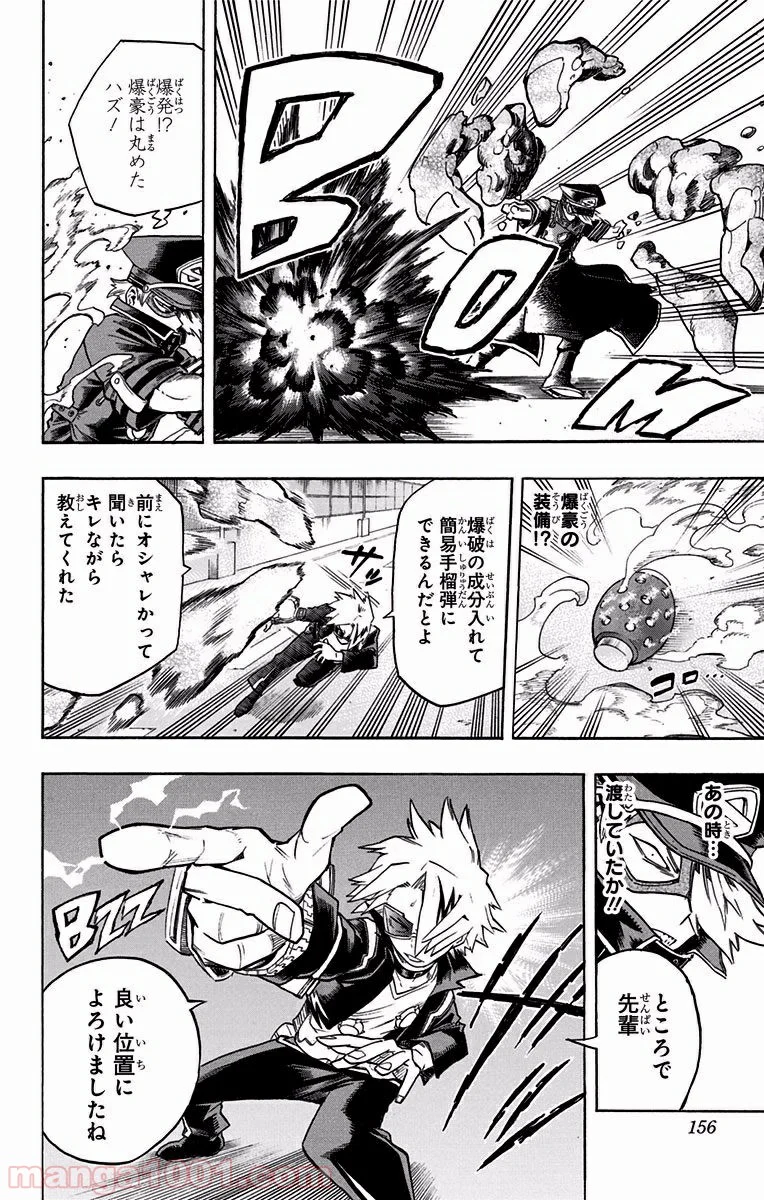 BOM
爆発!?
爆豪は丸めた
ハズ!
爆豪の
装備!?
コロ…
爆破の成分入れて
簡易手榴弾に
できるんだとよ
前にオシャレかって
聞いたら
キレながら
教えてくれた
あの時…
渡していたか!!
ところで
先輩
BZZZ
良い位置に
よろけましたね
156
manga1001.com